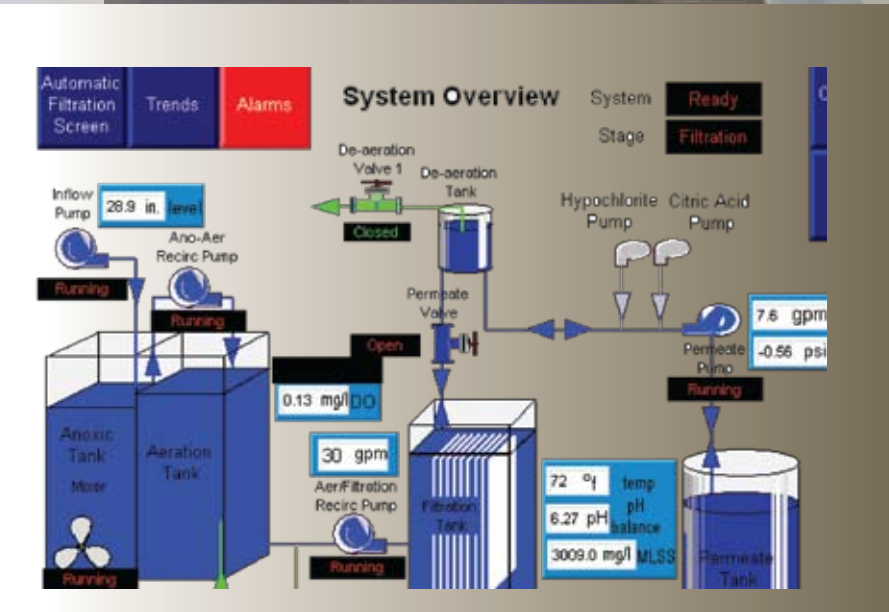 Automatic
Filtration
Screen
Trends
Alarms
System Overview
System
Ready
Stage
Filtration
De-aeration
Valve 1
De-aeration
Tank
Closed
Inflow
Pump
28.9 in. level
Ano-Aer
Recirc Pump
Running
Running
Hypochlorite
Pump
Citric Acid
Pump
Permeate
Valve
Open
7.6 gpm
-0.56 psi
Permeate
Pump
Running
0.13 mg/l DO
30 gpm
Aer/Filtration
Recirc Pump
Running
Anoxic
Tank
Mixer
Running
Aeration
Tank
Filtration
Tank
72 °f temp
6.27 pH pH
balance
3009.0 mg/l MLSS
Permeate
Tank